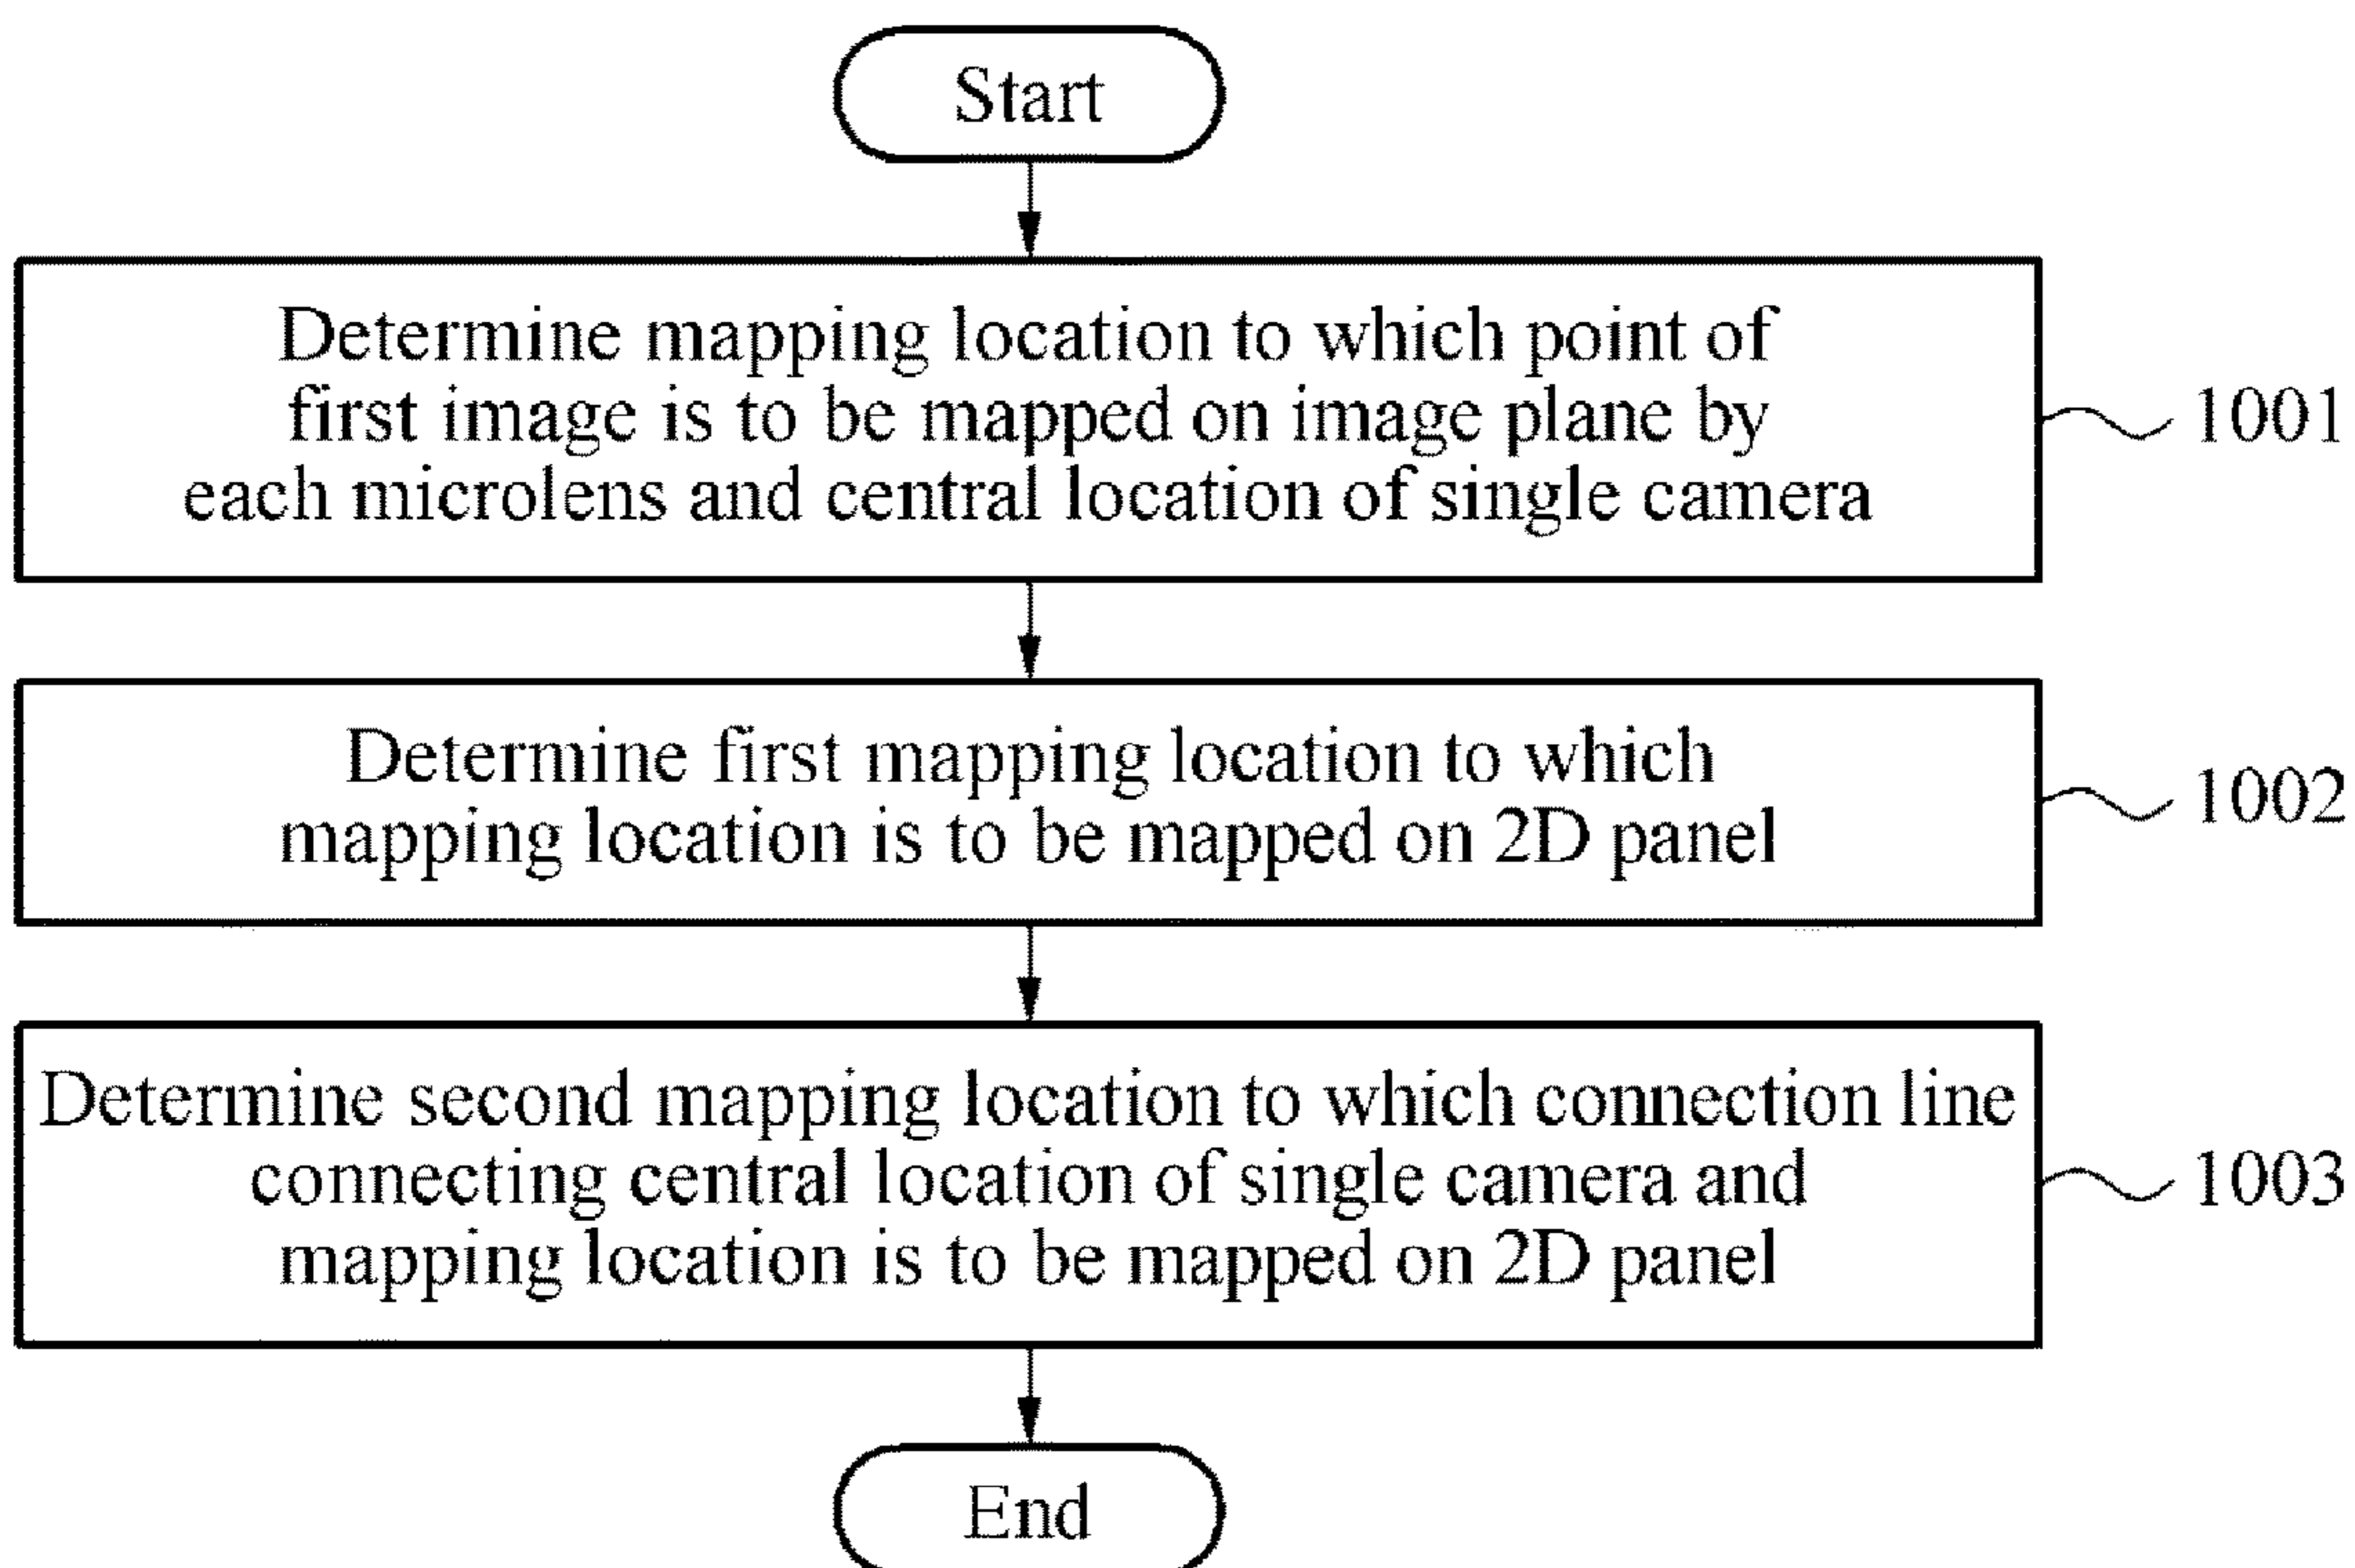 Start
Determine mapping location to which point of
first image is to be mapped on image plane by
each microlens and central location of single camera
1001
Determine first mapping location to which
mapping location is to be mapped on 2D panel
1002
Determine second mapping location to which connection line
connecting central location of single camera and
mapping location is to be mapped on 2D panel
1003
End